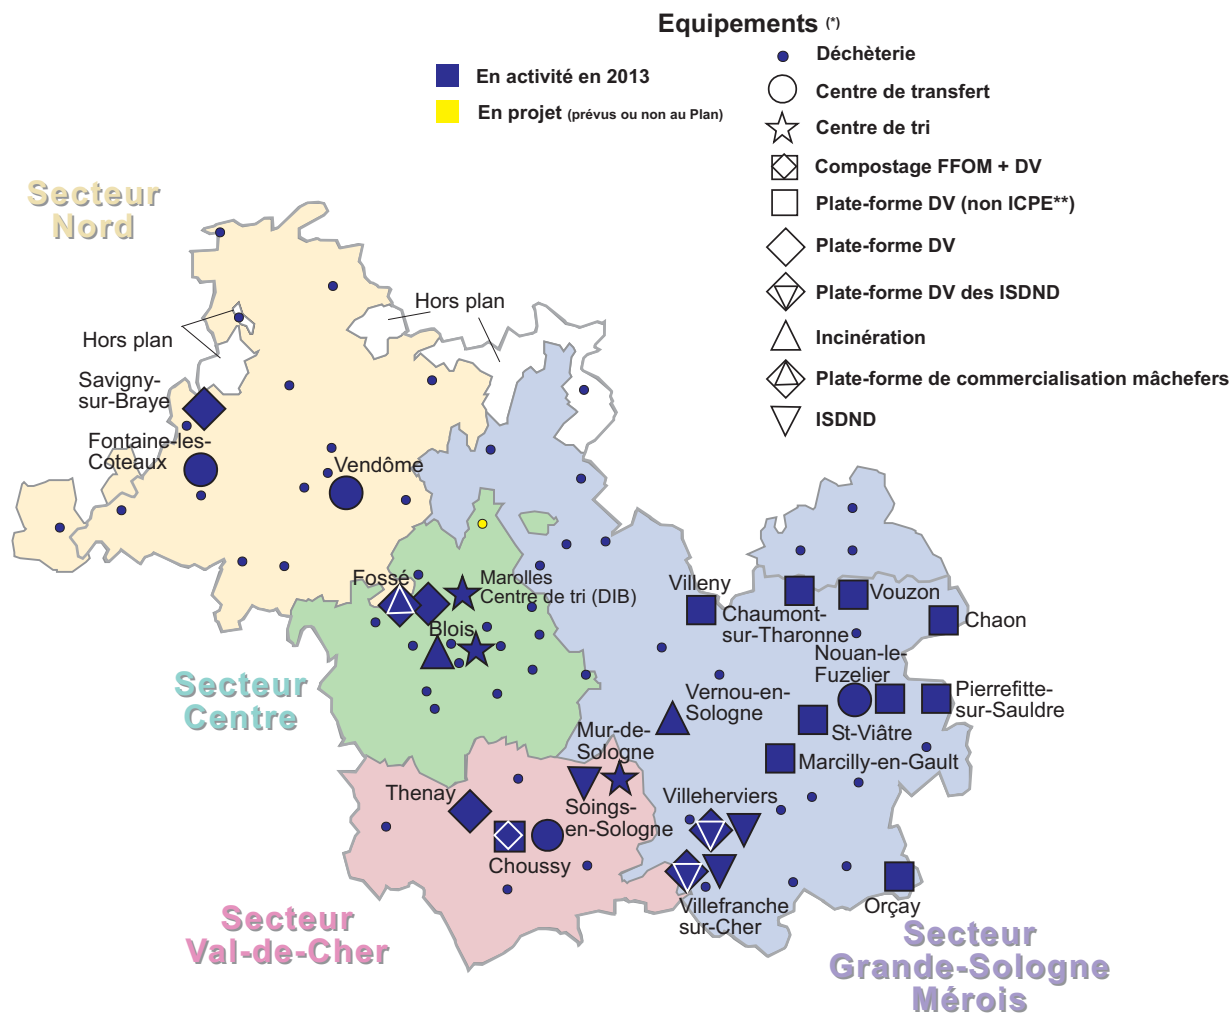 Equipements (*)
En activité en 2013
En projet (prévus ou non au Plan)
Déchèterie
Centre de transfert
Centre de tri
Compostage FFOM + DV
Plate-forme DV (non ICPE**)
Plate-forme DV
Plate-forme DV des ISDND
Incinération
Plate-forme de commercialisation mâchefers
ISDND
Secteur
Nord
Hors plan
Hors plan
Savigny-
sur-Braye
Fontaine-les-
Coteaux
Vendôme
Fossé
Marolles
Centre de tri (DIB)
Blois
Villeny
Chaumont-
sur-Tharonne
Vouzon
Chaon
Nouan-le-
Fuzelier
Pierrefitte-
sur-Sauldre
Secteur
Centre
Vernou-en-
Sologne
St-Viâtre
Mur-de-
Sologne
Marcilly-en-Gault
Thenay
Soings-
en-Sologne
Villeherviers
Choussy
Villefranche
sur-Cher
Orçay
Secteur
Val-de-Cher
Secteur
Grande-Sologne
Mérois